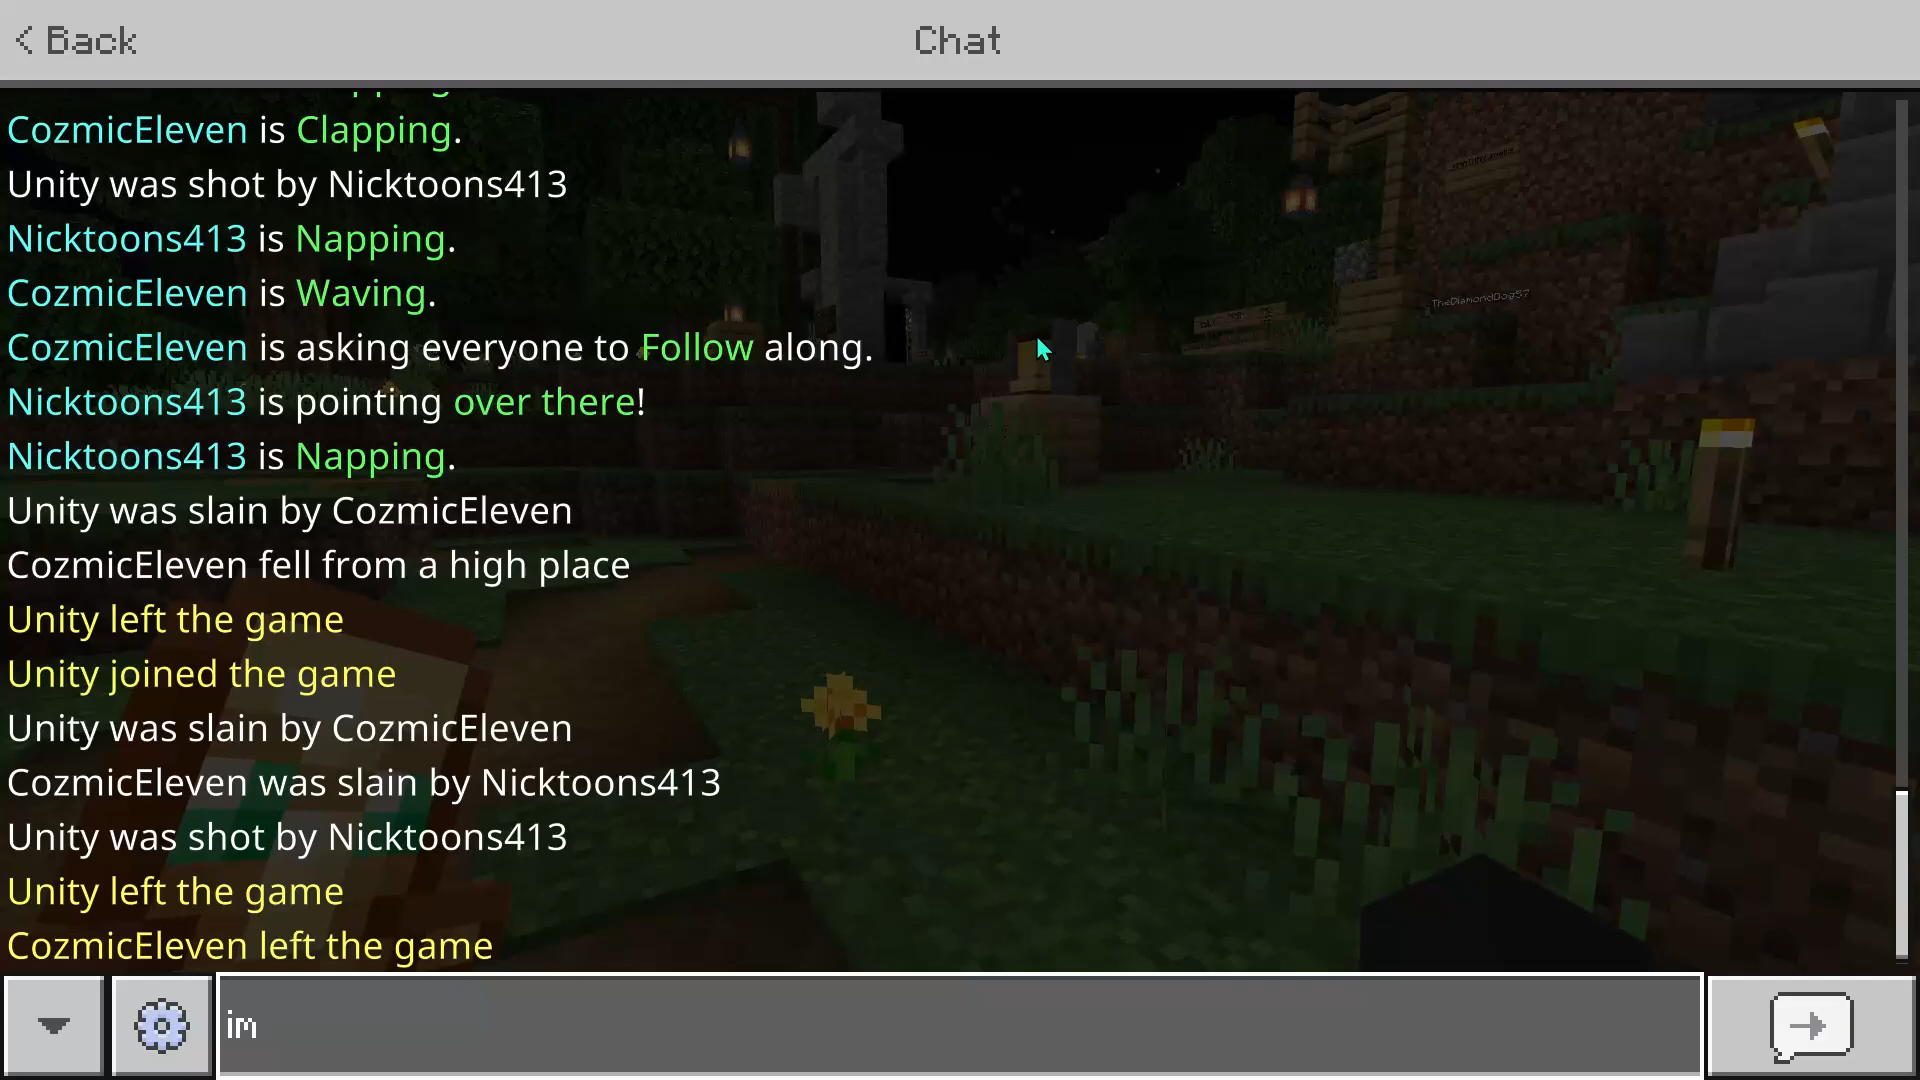 Back
Chat
CozmicEleven is Clapping.
Unity was shot by Nicktoons413
Nicktoons413 is Napping.
CozmicEleven is Waving.
CozmicEleven is asking everyone to Follow along.
Nicktoons413 is pointing over there!
Nicktoons413 is Napping.
Unity was slain by CozmicEleven
CozmicEleven fell from a high place
Unity left the game
Unity joined the game
Unity was slain by CozmicEleven
CozmicEleven was slain by Nicktoons413
Unity was shot by Nicktoons413
Unity left the game
CozmicEleven left the game
im
TheDiamondDog57